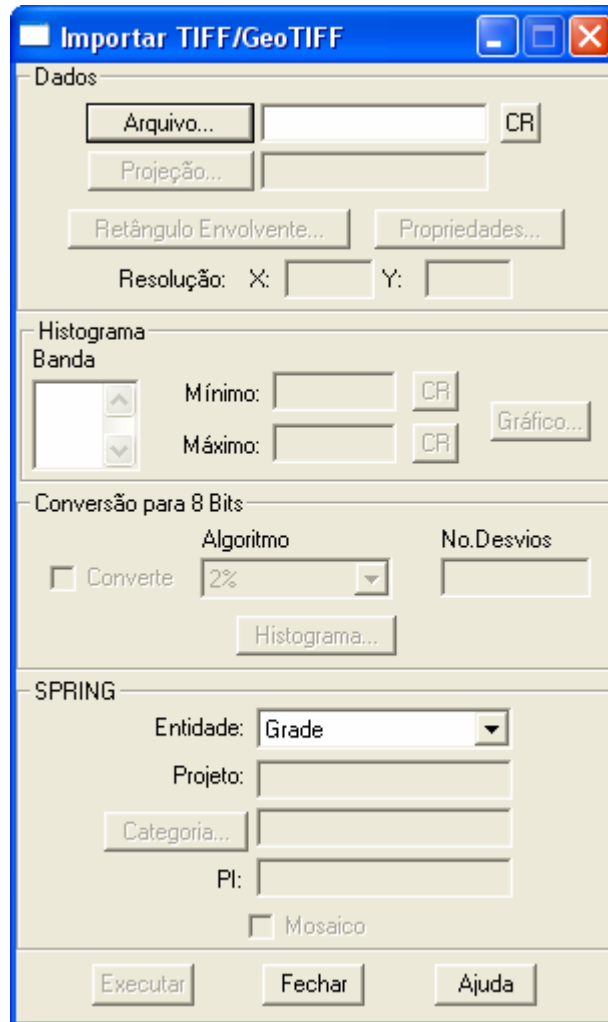 Importar TIFF/GeoTIFF
Dados
Arquivo... CR
Projeção...
Retângulo Envolvente... Propriedades...
Resolução: X: Y:
Histograma
Banda
Mínimo: CR
Gráfico...
Máximo: CR
Conversão para 8 Bits
Algoritmo No.Desvios
Converte 2%
Histograma...
SPRING
Entidade: Grade
Projeto:
Categoria...
PI:
Mosaico
Executar Fechar Ajuda